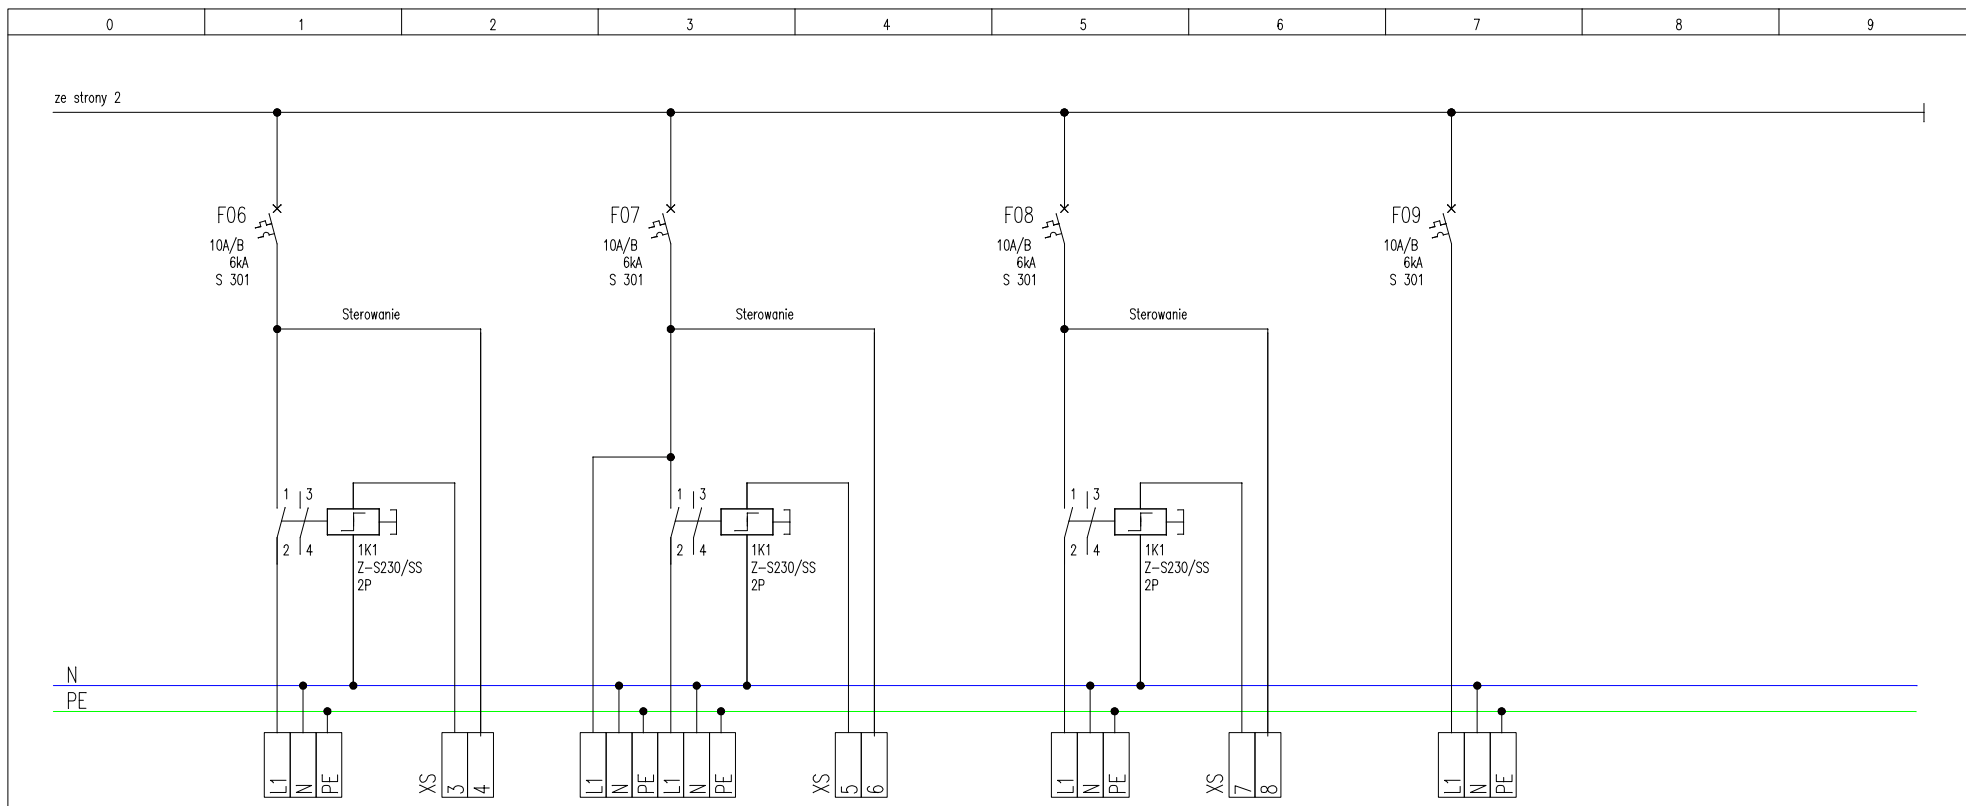 0 1 2 3 4 5 6 7 8 9
ze strony 2
F06 F07 F08 F09
10A/B 10A/B 10A/B 10A/B
6kA 6kA 6kA 6kA
S 301 S 301 S 301 S 301
Sterowanie Sterowanie Sterowanie
1 3 1 3 1 3
2 4 2 4 2 4
1K1 1K1 1K1
Z-S230/SS Z-S230/SS Z-S230/SS
2P 2P 2P
N
PE
L1 N PE XS 3 4 L1 N PE L1 N PE XS 5 6 L1 N PE XS 7 8 L1 N PE